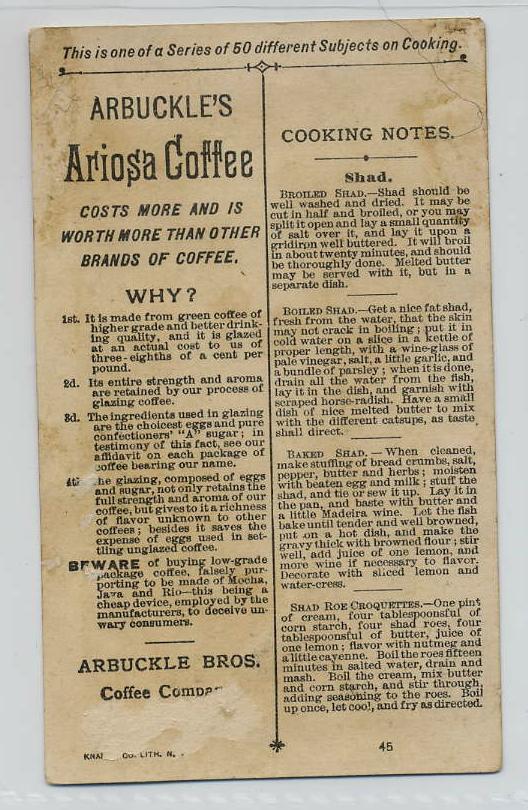 This is one of a Series of 50 different Subjects on Cooking.
ARBUCKLE'S
Ariosa Coffee
COSTS MORE AND IS
WORTH MORE THAN OTHER
BRANDS OF COFFEE.
WHY?
1st. It is made from green coffee of
higher grade and better drink-
ing quality, and it is glazed
at an actual cost to us of
three-eighths of a cent per
pound.
2d. Its entire strength and aroma
are retained by our process of
glazing coffee.
3d. The ingredients used in glazing
are the choicest eggs and pure
confectioners' "A" sugar; in
testimony of this fact, see our
affidavit on each package of
coffee bearing our name.
4th he glazing, composed of eggs
and sugar, not only retains the
full strength and aroma of our
coffee, but gives to it a richness
of flavor unknown to other
coffees; besides it saves the
expense of eggs used in set-
tling unglazed coffee.
BEWARE of buying low-grade
package coffee, falsely pur-
porting to be made of Mocha,
Java and Rio—this being a
cheap device, employed by the
manufacturers, to deceive un-
wary consumers.
ARBUCKLE BROS.
Coffee Compa
KNA CO. LITH. N.
COOKING NOTES.
Shad.
BROILED SHAD.—Shad should be
well washed and dried. It may be
cut in half and broiled, or you may
split it open and lay a small quantity
of salt over it, and lay it upon a
gridiron well buttered. It will broil
in about twenty minutes, and should
be thoroughly done. Melted butter
may be served with it, but in a
separate dish.
BOILED SHAD.—Get a nice fat shad,
fresh from the water, that the skin
may not crack in boiling; put it in
cold water on a slice in a kettle of
proper length, with a wine-glass of
pale vinegar, salt, a little garlic, and
a bundle of parsley; when it is done,
drain all the water from the fish,
lay it in the dish, and garnish with
scraped horse-radish. Have a small
dish of nice melted butter to mix
with the different catsups, as taste
shall direct.
BAKED SHAD. — When cleaned,
make stuffing of bread crumbs, salt,
pepper, butter and herbs; moisten
with beaten egg and milk; stuff the
shad, and tie or sew it up. Lay it in
the pan, and baste with butter and
a little Madeira wine. Let the fish
bake until tender and well browned,
put on a hot dish, and make the
gravy thick with browned flour; stir
well, add juice of one lemon, and
more wine if necessary to flavor.
Decorate with sliced lemon and
water-cress.
SHAD ROE CROQUETTES.—One pint
of cream, four tablespoonsful of
corn starch, four shad roes, four
tablespoonsful of butter, juice of
one lemon; flavor with nutmeg and
a little cayenne. Boil the roes fifteen
minutes in salted water, drain and
mash. Boil the cream, mix butter
and corn starch, and stir through,
adding seasoning to the roes. Boil
up once, let cool, and fry as directed.
45